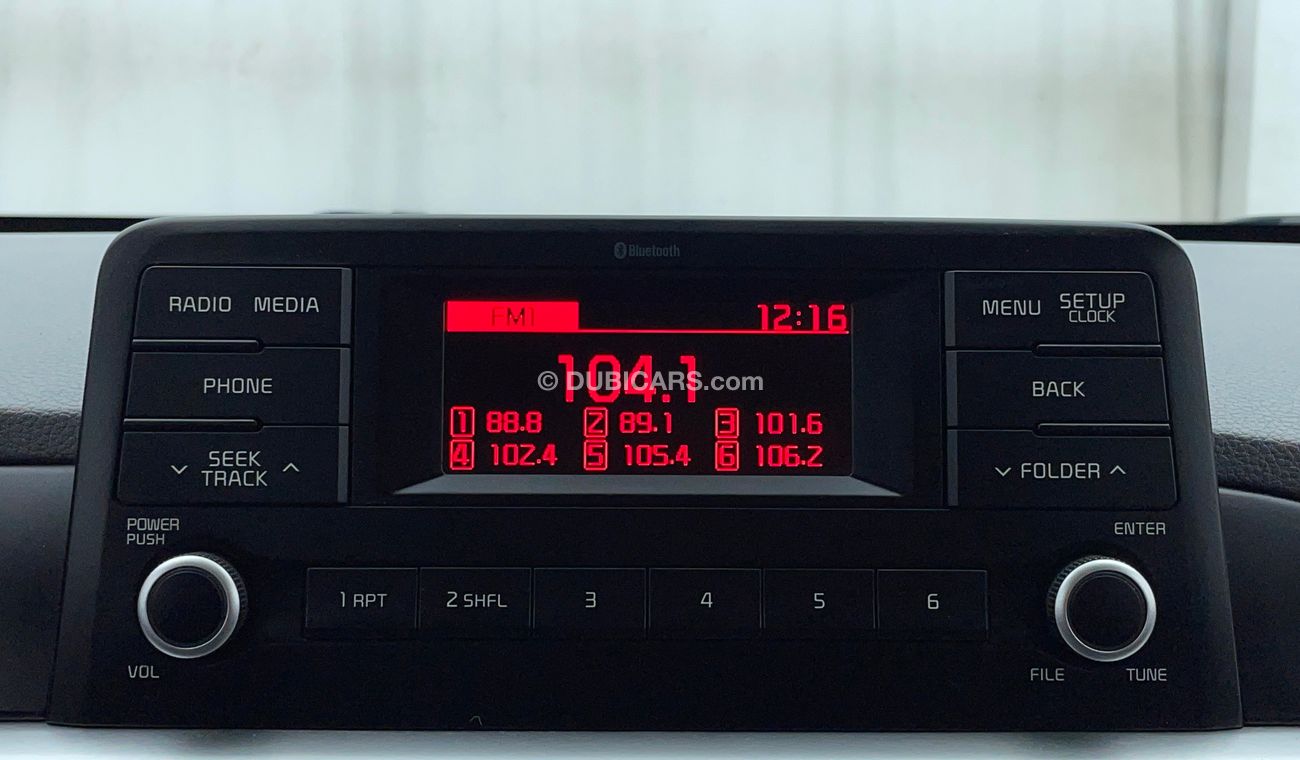 Bluetooth
RADIO MEDIA
PHONE
SEEK
TRACK
FM1 12:16
104.1
1 88.8 2 89.1 3 101.6
4 102.4 5 105.4 6 106.2
© DUBICARS.com
MENU SETUP
CLOCK
BACK
FOLDER
POWER
PUSH
VOL
1 RPT 2 SHFL 3 4 5 6
ENTER
FILE TUNE